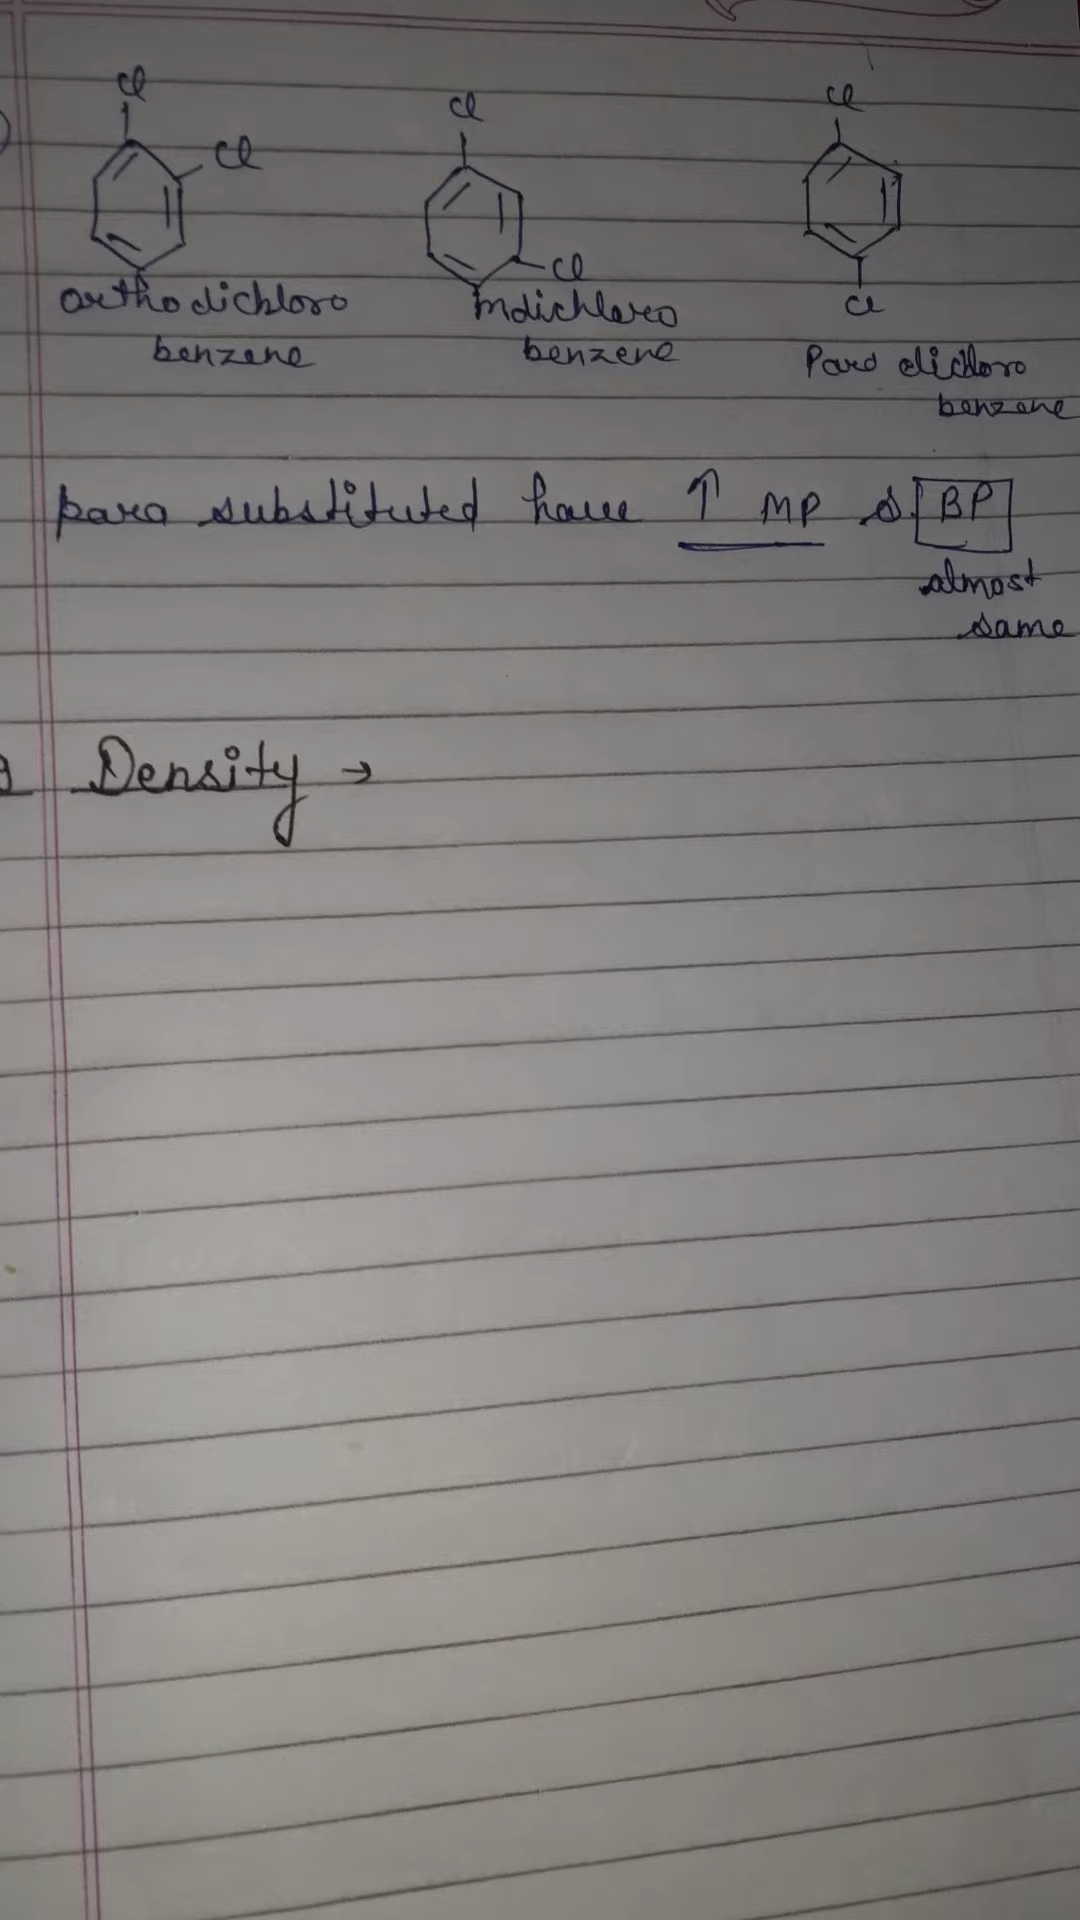 Cl
Cl
Cl
Cl
Cl
Cl
ortho dichloro
benzene
mdichloro
benzene
Para dichloro
benzene
para substituted have ↑ MP & BP
almost
same
Density →